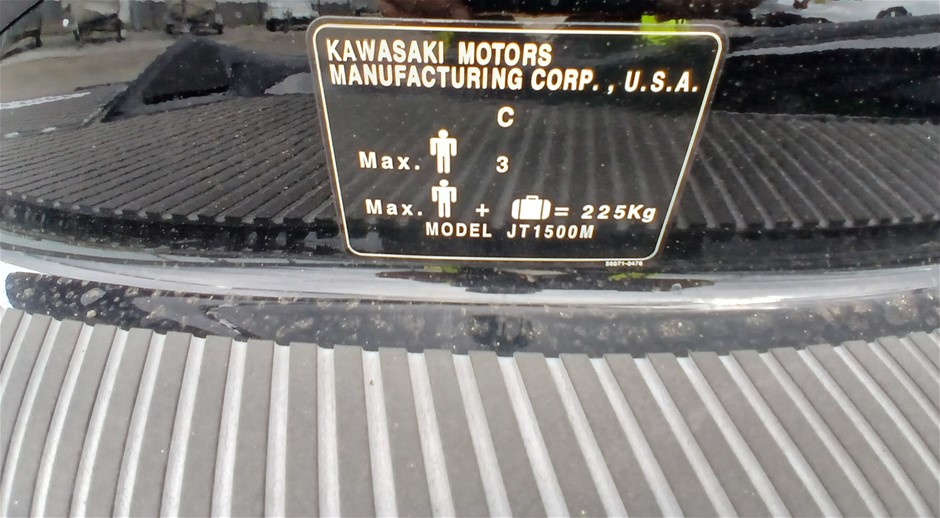 KAWASAKI MOTORS
MANUFACTURING CORP., U.S.A.
C
Max. 3
Max. + = 225Kg
MODEL JT1500M